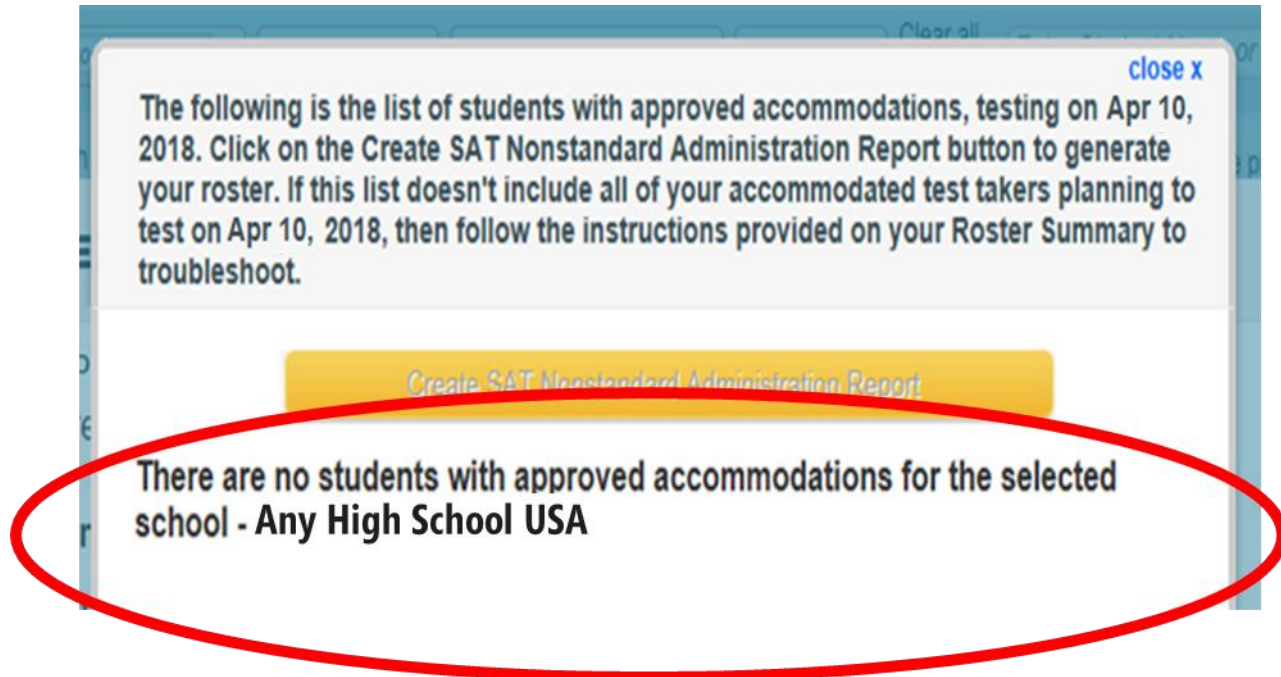 Clear all
close x
The following is the list of students with approved accommodations, testing on Apr 10,
2018. Click on the Create SAT Nonstandard Administration Report button to generate
your roster. If this list doesn't include all of your accommodated test takers planning to
test on Apr 10, 2018, then follow the instructions provided on your Roster Summary to
troubleshoot.
Create SAT Nonstandard Administration Report
There are no students with approved accommodations for the selected
school - Any High School USA